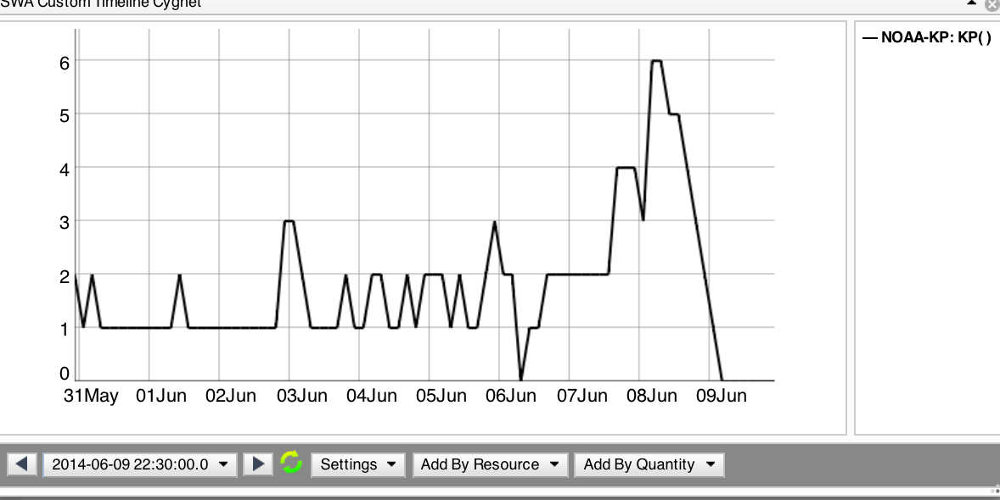 SWA Custom Timeline Cygnet
NOAA-KP: KP( )
6
5
4
3
2
1
0
31May 01Jun 02Jun 03Jun 04Jun 05Jun 06Jun 07Jun 08Jun 09Jun
2014-06-09 22:30:00.0 Settings Add By Resource Add By Quantity